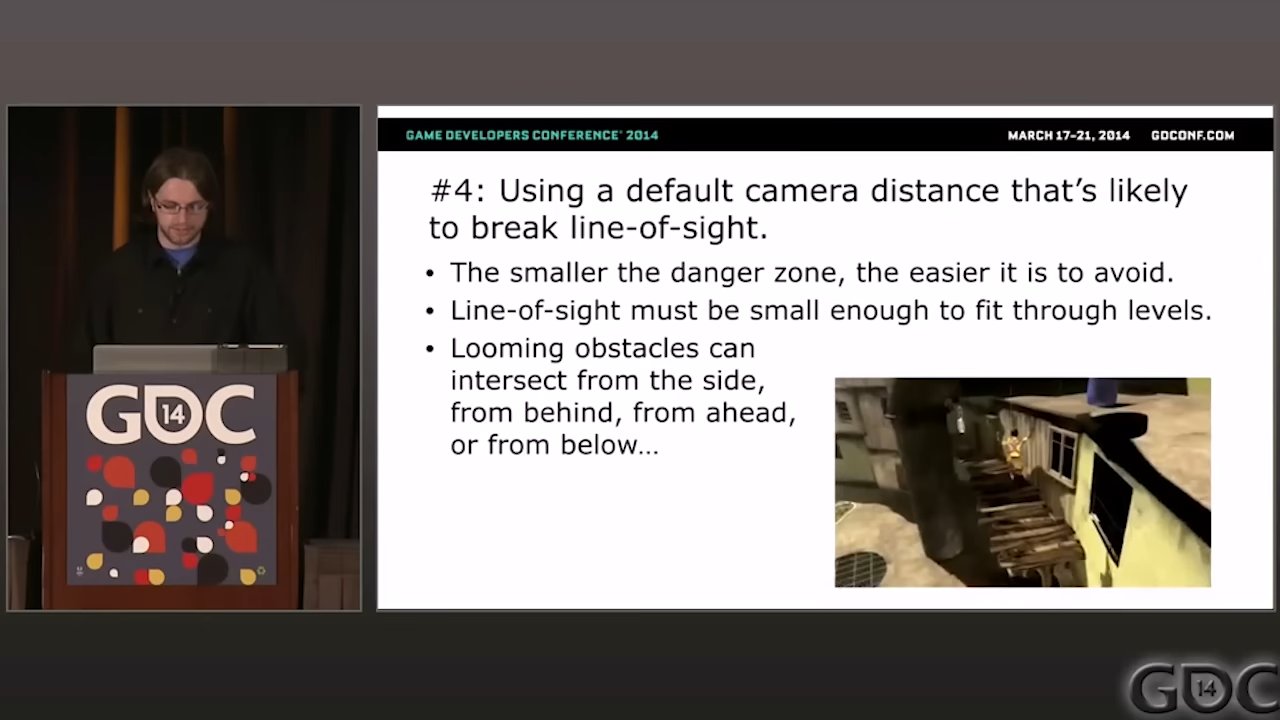 GAME DEVELOPERS CONFERENCE® 2014
MARCH 17–21, 2014 GDCONF.COM
#4: Using a default camera distance that’s likely
to break line-of-sight.
• The smaller the danger zone, the easier it is to avoid.
• Line-of-sight must be small enough to fit through levels.
• Looming obstacles can
intersect from the side,
from behind, from ahead,
or from below…
GDC
14
GDC
14